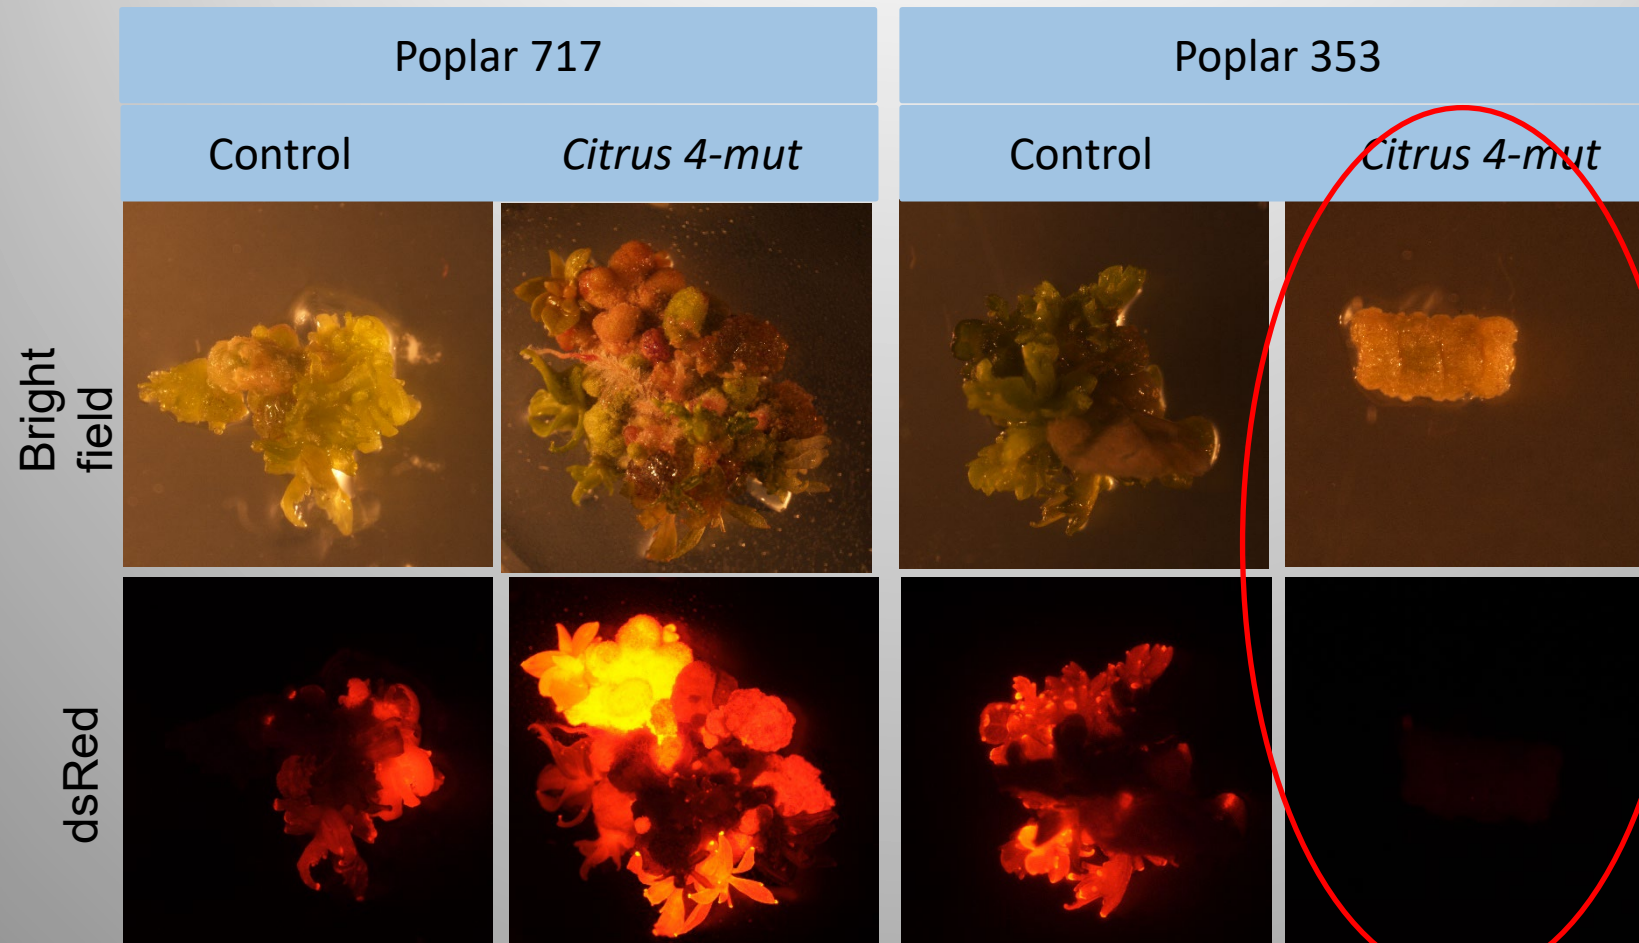 Poplar 717
Poplar 353
Control
Citrus 4-mut
Control
Citrus 4-mut
Bright
field
dsRed